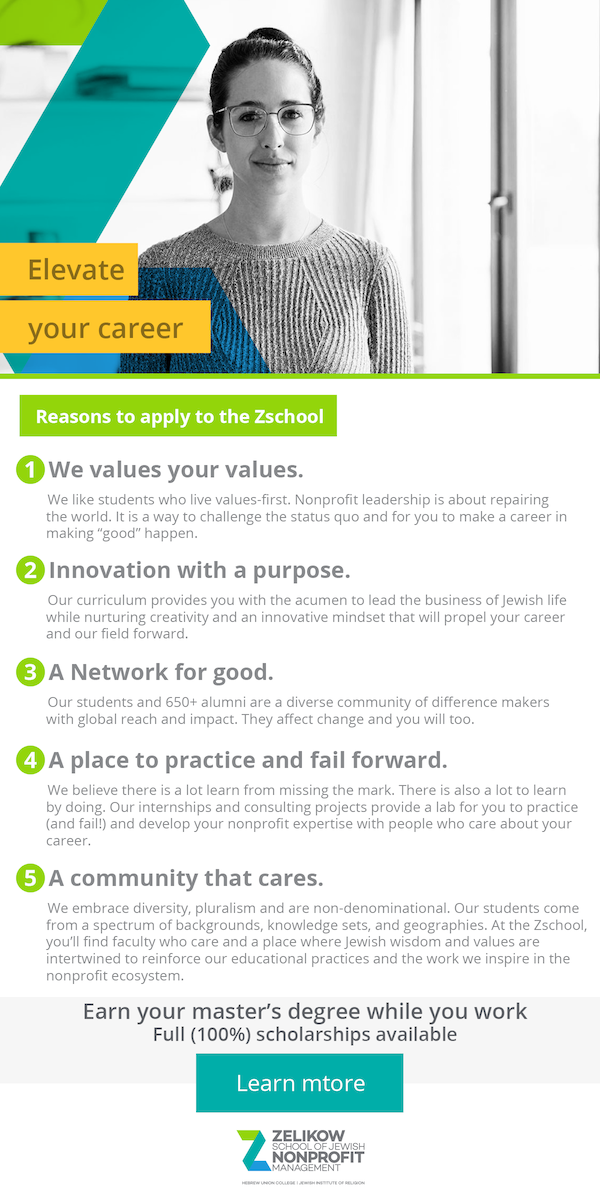 Elevate
your career
Reasons to apply to the Zschool
1 We values your values.
We like students who live values-first. Nonprofit leadership is about repairing
the world. It is a way to challenge the status quo and for you to make a career in
making “good” happen.
2 Innovation with a purpose.
Our curriculum provides you with the acumen to lead the business of Jewish life
while nurturing creativity and an innovative mindset that will propel your career
and our field forward.
3 A Network for good.
Our students and 650+ alumni are a diverse community of difference makers
with global reach and impact. They affect change and you will too.
4 A place to practice and fail forward.
We believe there is a lot learn from missing the mark. There is also a lot to learn
by doing. Our internships and consulting projects provide a lab for you to practice
(and fail!) and develop your nonprofit expertise with people who care about your
career.
5 A community that cares.
We embrace diversity, pluralism and are non-denominational. Our students come
from a spectrum of backgrounds, knowledge sets, and geographies. At the Zschool,
you’ll find faculty who care and a place where Jewish wisdom and values are
intertwined to reinforce our educational practices and the work we inspire in the
nonprofit ecosystem.
Earn your master’s degree while you work
Full (100%) scholarships available
Learn mtore
ZELIKOW
SCHOOL OF JEWISH
NONPROFIT
MANAGEMENT
HEBREW UNION COLLEGE | JEWISH INSTITUTE OF RELIGION